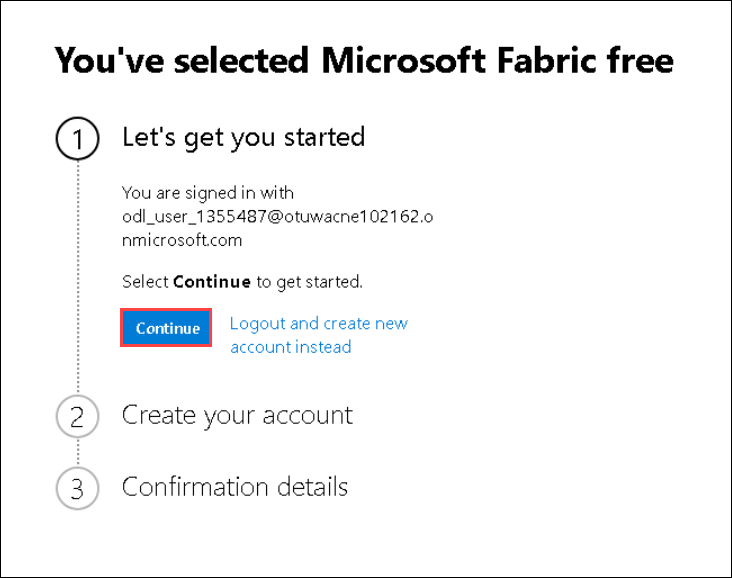 You've selected Microsoft Fabric free
1 Let's get you started
You are signed in with
odl_user_1355487@otuwacne102162.o
nmicrosoft.com
Select Continue to get started.
Continue
Logout and create new
account instead
2 Create your account
3 Confirmation details